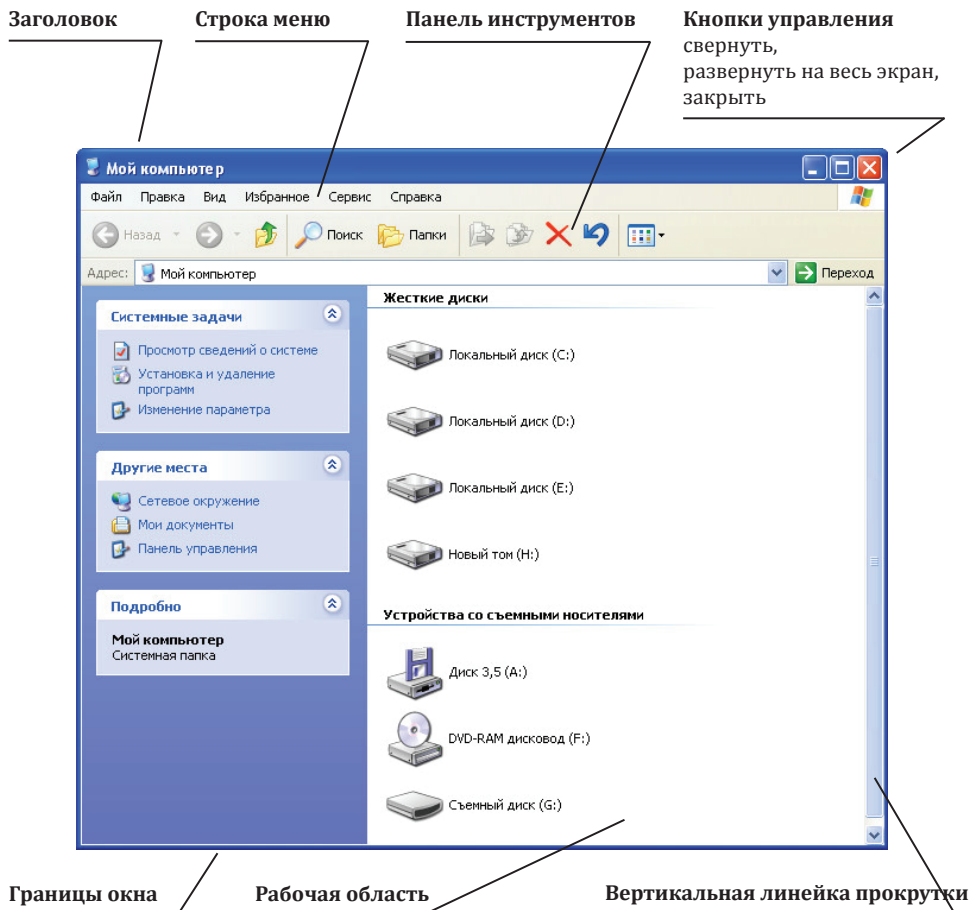 Заголовок
Строка меню
Панель инструментов
Кнопки управления
свернуть,
развернуть на весь экран,
закрыть
Мой компьютер
Файл Правка Вид Избранное Сервис Справка
Назад Поиск Папки
Адрес: Мой компьютер Переход
Системные задачи
Просмотр сведений о системе
Установка и удаление
программ
Изменение параметра
Другие места
Сетевое окружение
Мои документы
Панель управления
Подробно
Мой компьютер
Системная папка
Жесткие диски
Локальный диск (C:)
Локальный диск (D:)
Локальный диск (E:)
Новый том (H:)
Устройства со съемными носителями
Диск 3,5 (A:)
DVD-RAM дисковод (F:)
Съемный диск (G:)
Границы окна
Рабочая область
Вертикальная линейка прокрутки